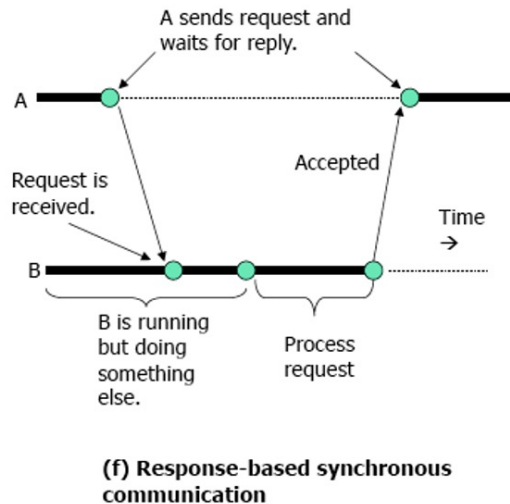 A sends request and
waits for reply.
A
Accepted
Request is
received.
Time
→
B
B is running
but doing
something
else.
Process
request
(f) Response-based synchronous
communication